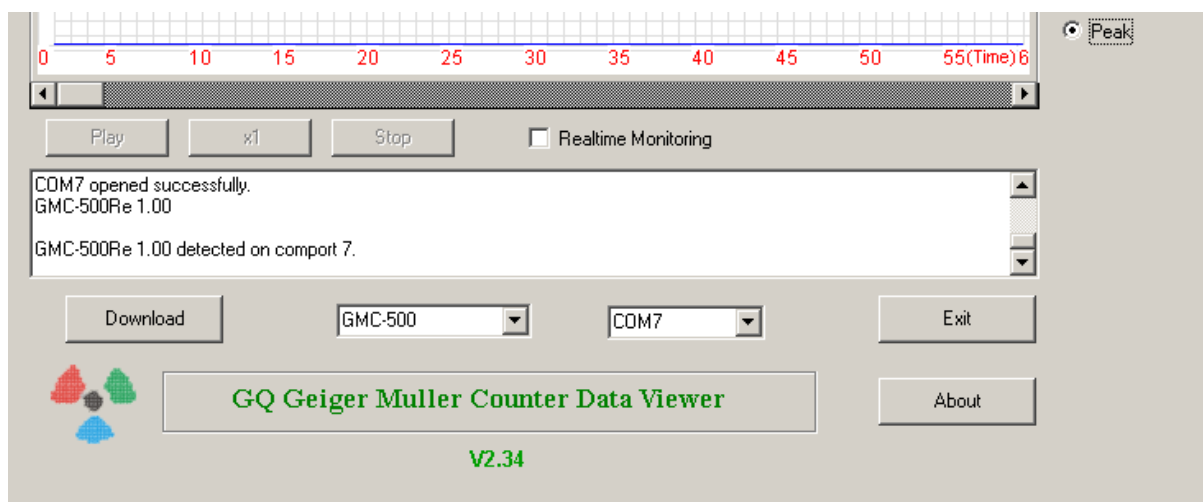 Peak
0 5 10 15 20 25 30 35 40 45 50 55(Time)6
Play x1 Stop Realtime Monitoring
COM7 opened successfully.
GMC-500Re 1.00
GMC-500Re 1.00 detected on comport 7.
Download GMC-500 COM7 Exit
GQ Geiger Muller Counter Data Viewer About
V2.34